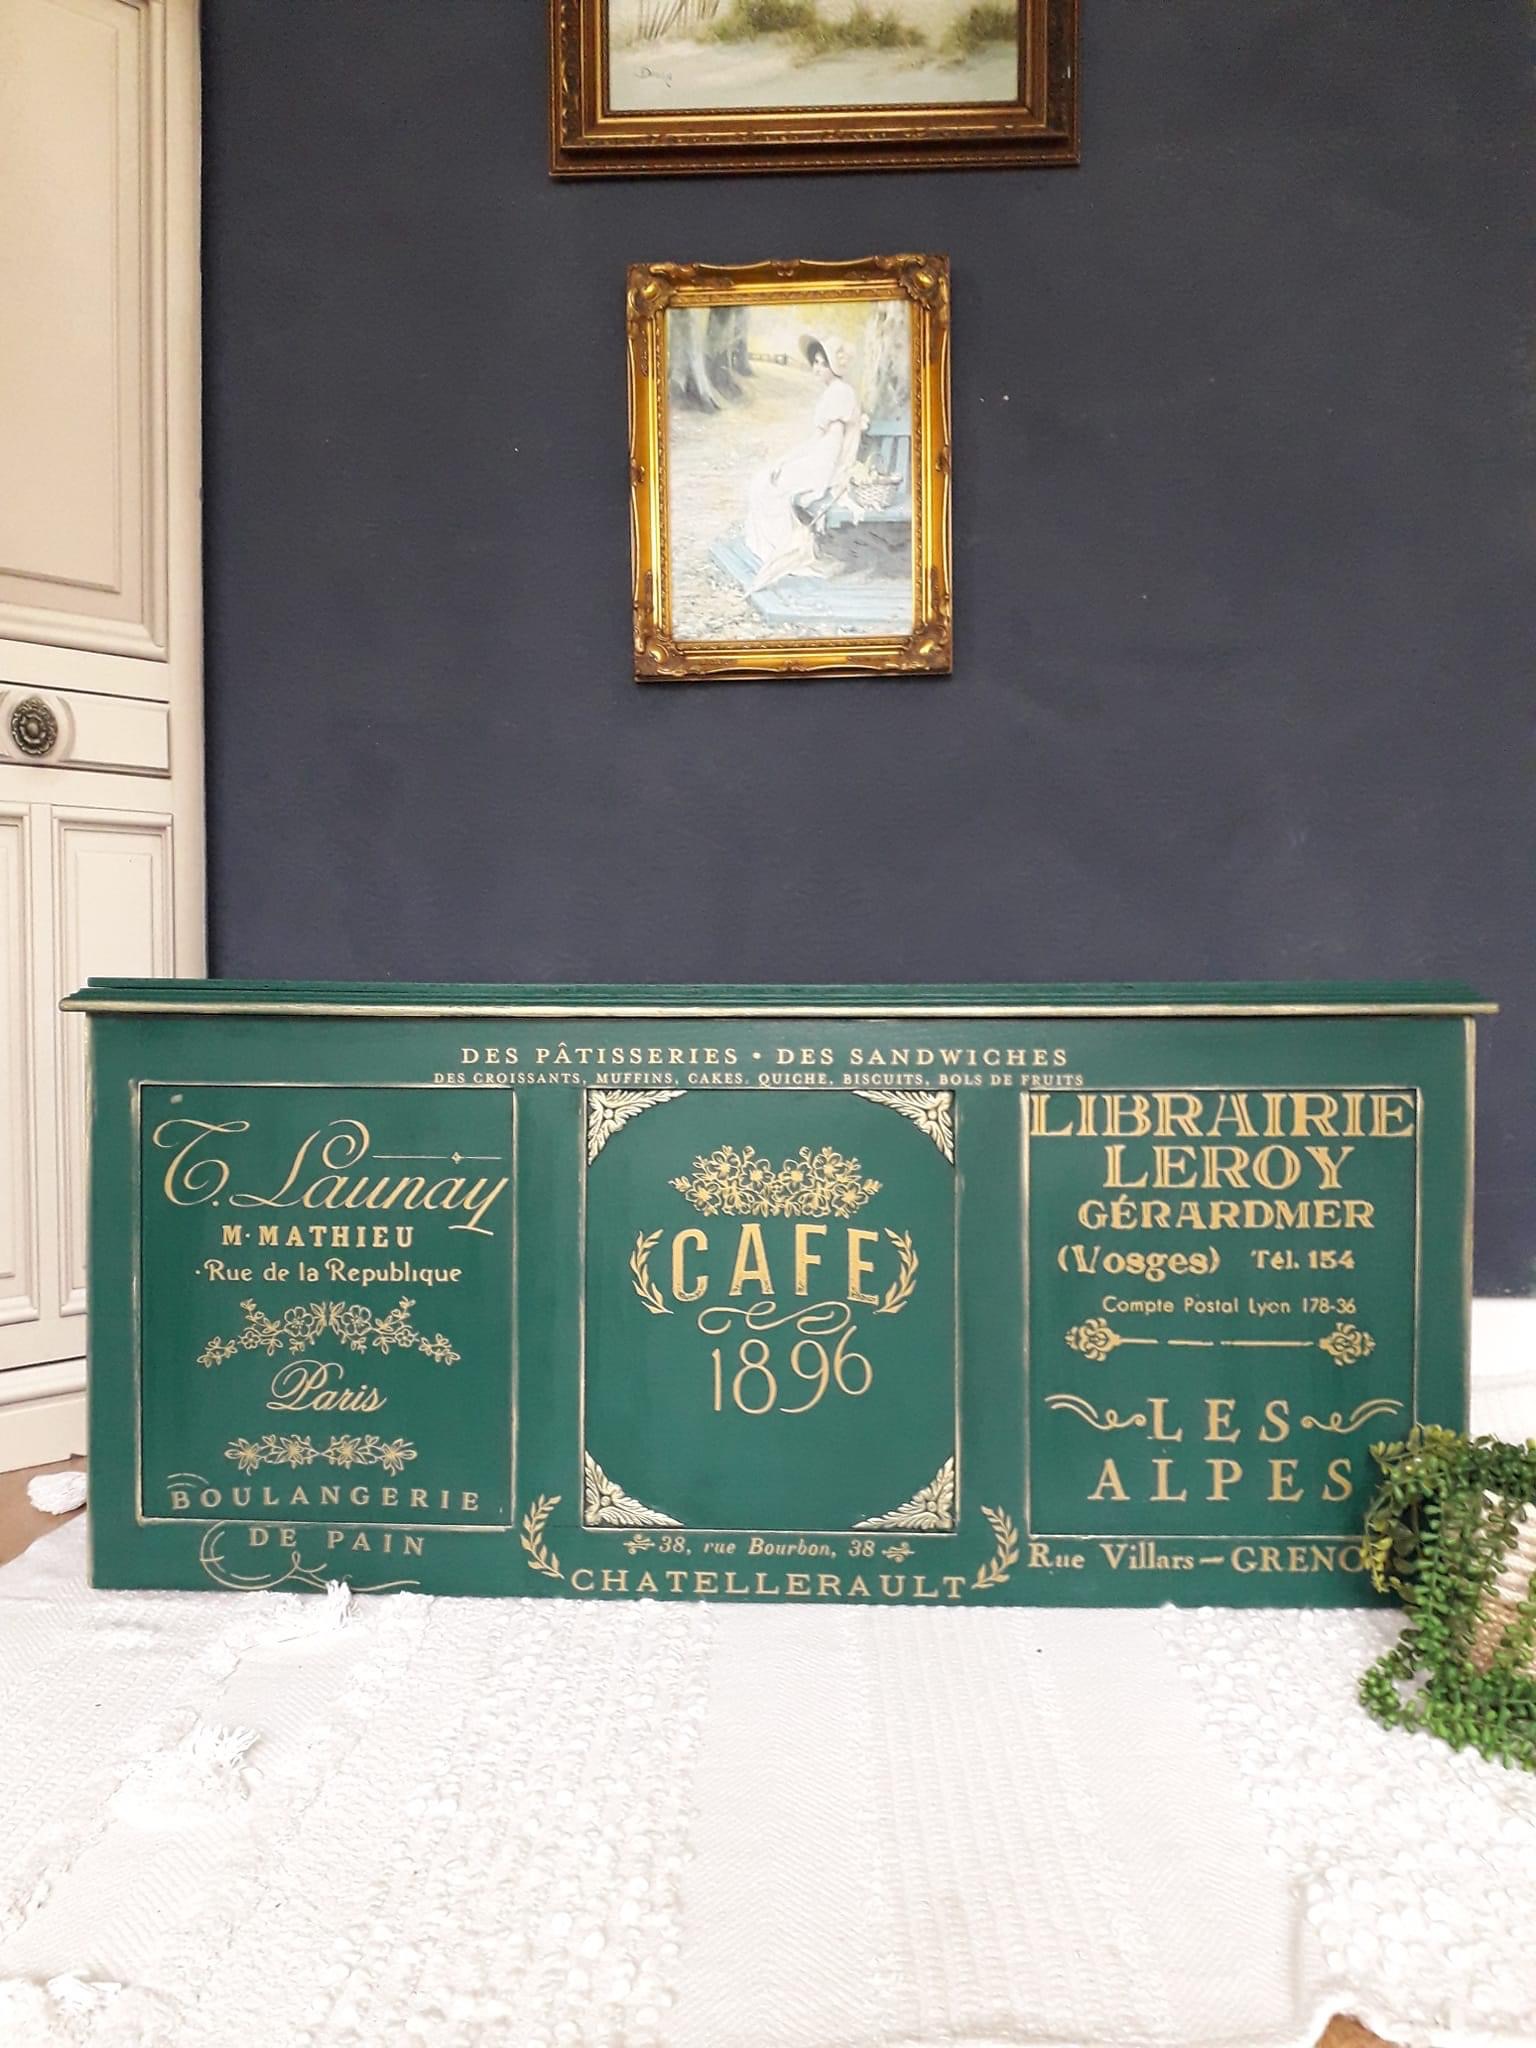 DES PÂTISSERIES • DES SANDWICHES
DES CROISSANTS, MUFFINS, CAKES, QUICHE, BISCUITS, BOLS DE FRUITS
T. Launay
M. MATHIEU
Rue de la Republique
Paris
BOULANGERIE
DE PAIN
CAFE
1896
38, rue Bourbon, 38
CHATELLERAULT
LIBRAIRIE
LEROY
GÉRARDMER
(Vosges) Tél. 154
Compte Postal Lyon 178-36
LES
ALPES
Rue Villars — GRENO